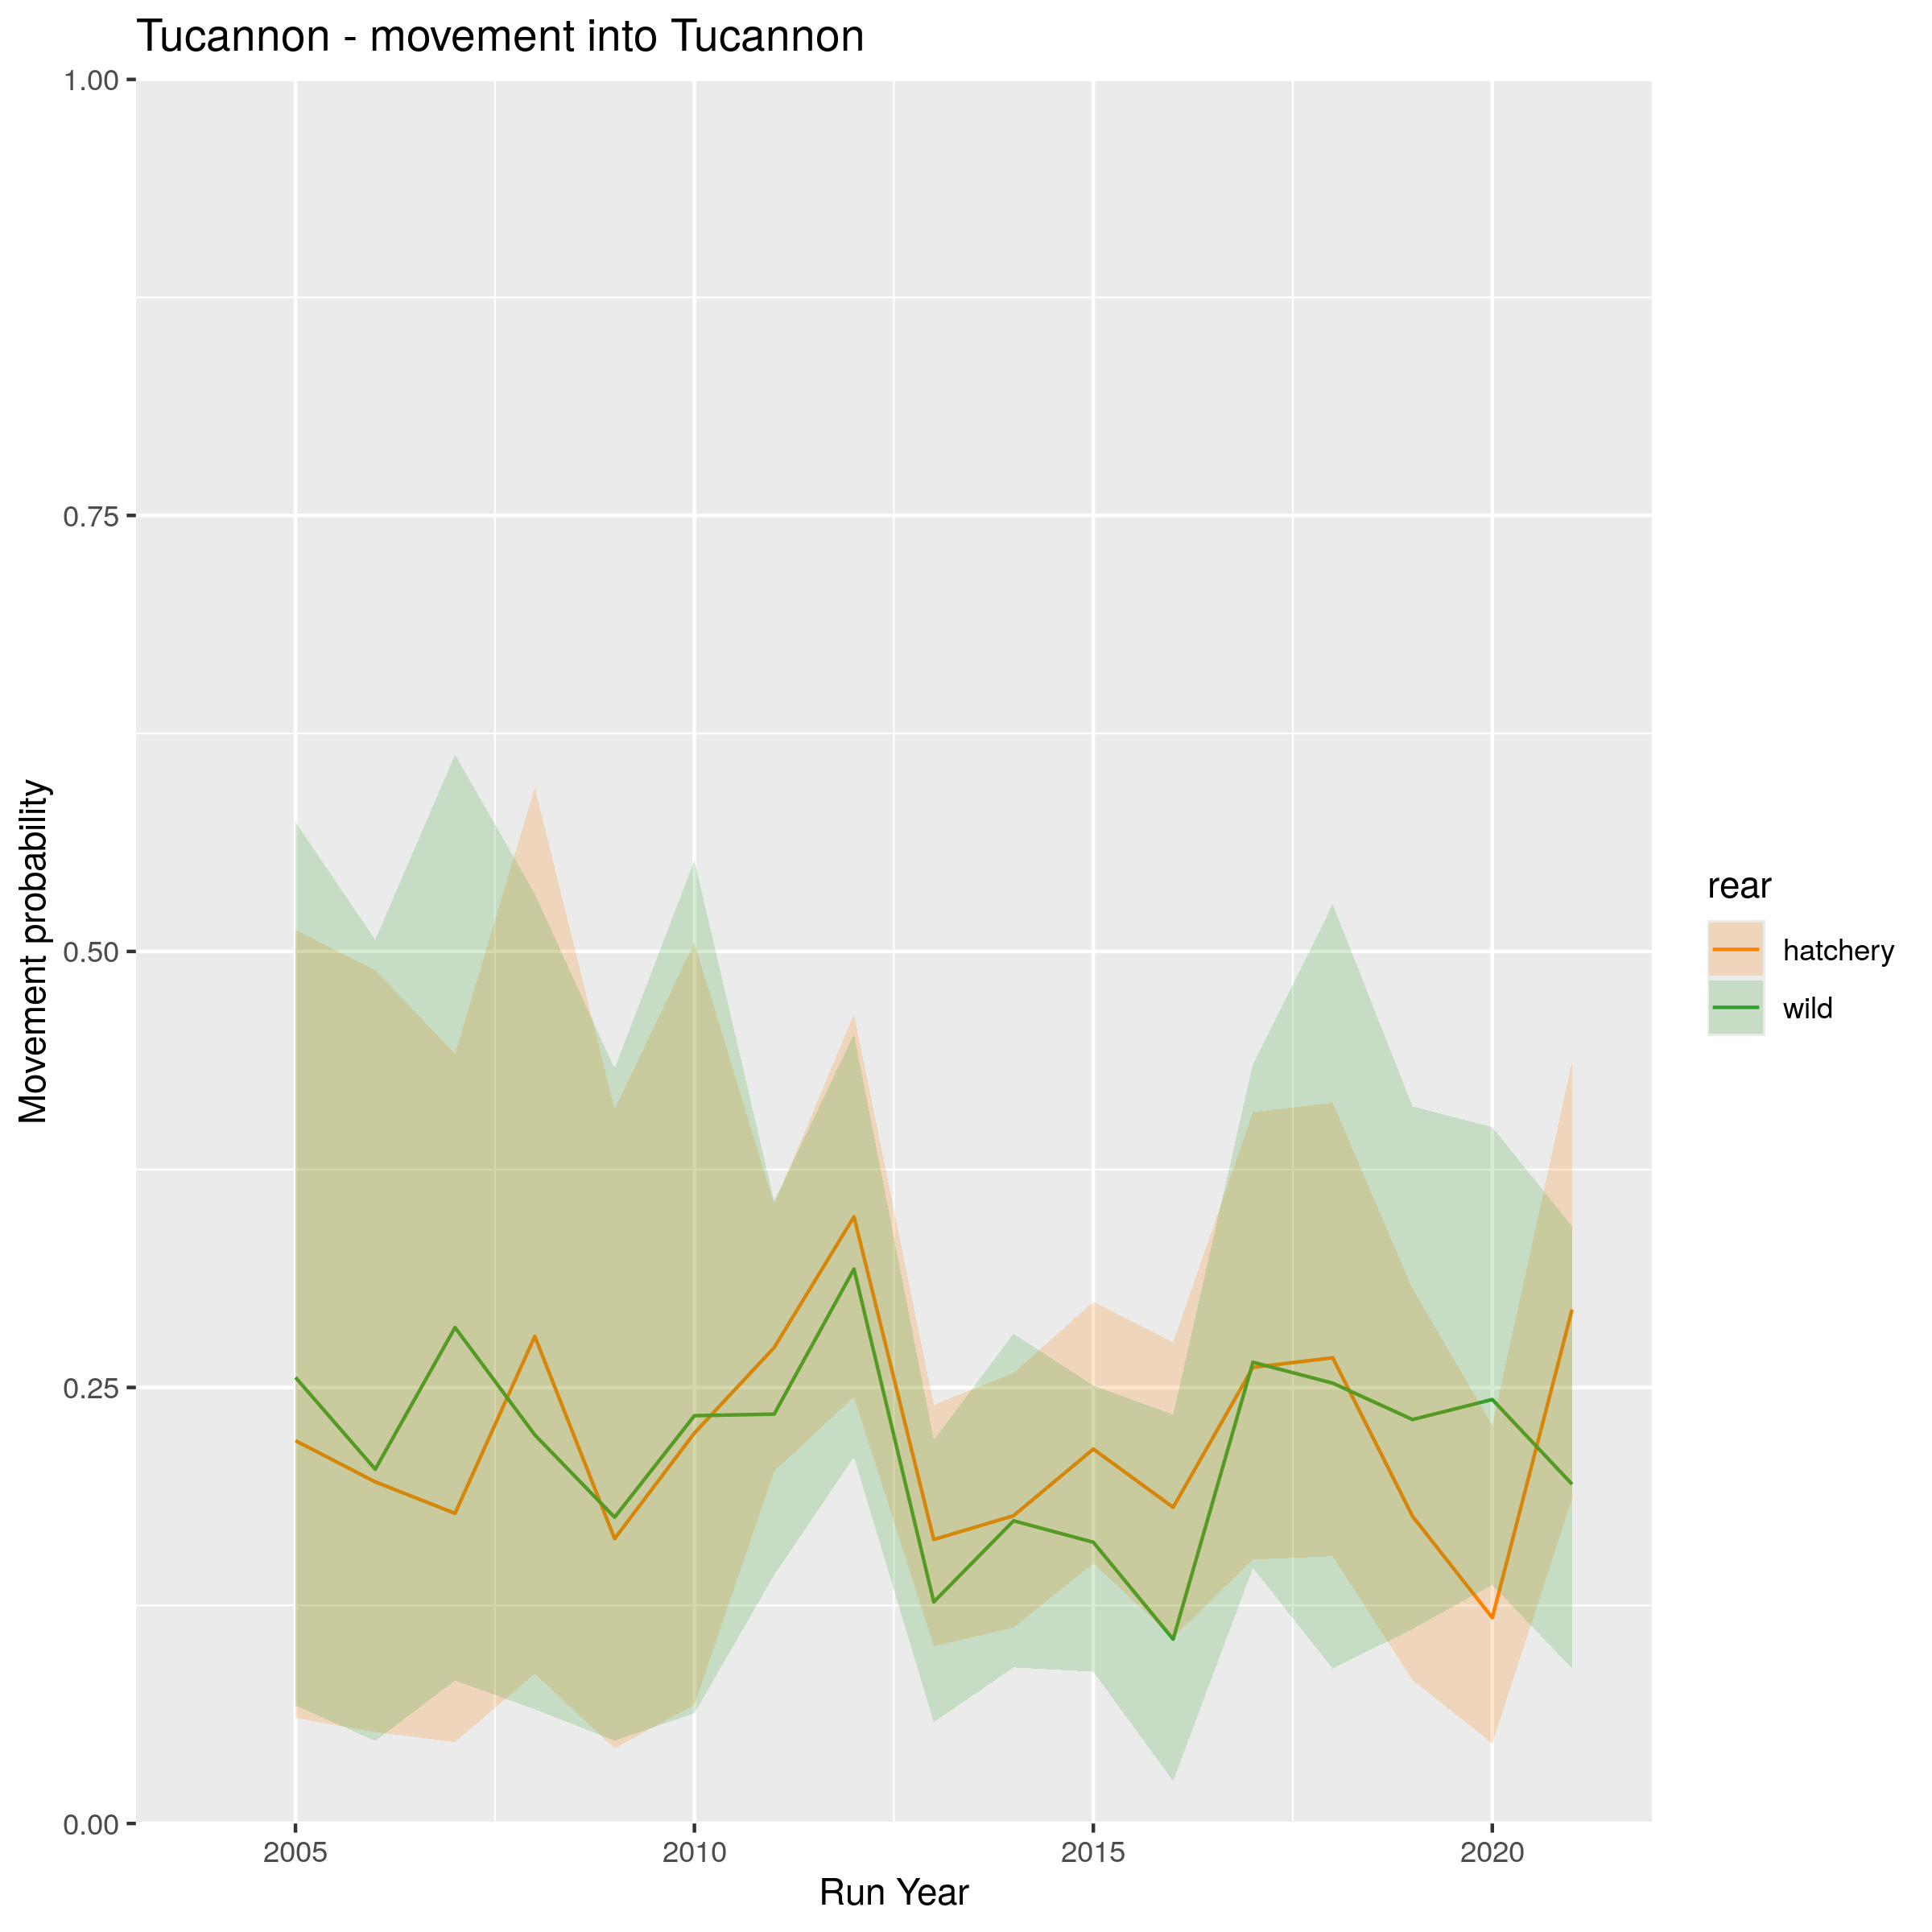 Tucannon - movement into Tucannon
1.00
0.75
0.50
0.25
0.00
Movement probability
2005
2010
2015
2020
Run Year
rear
hatchery
wild